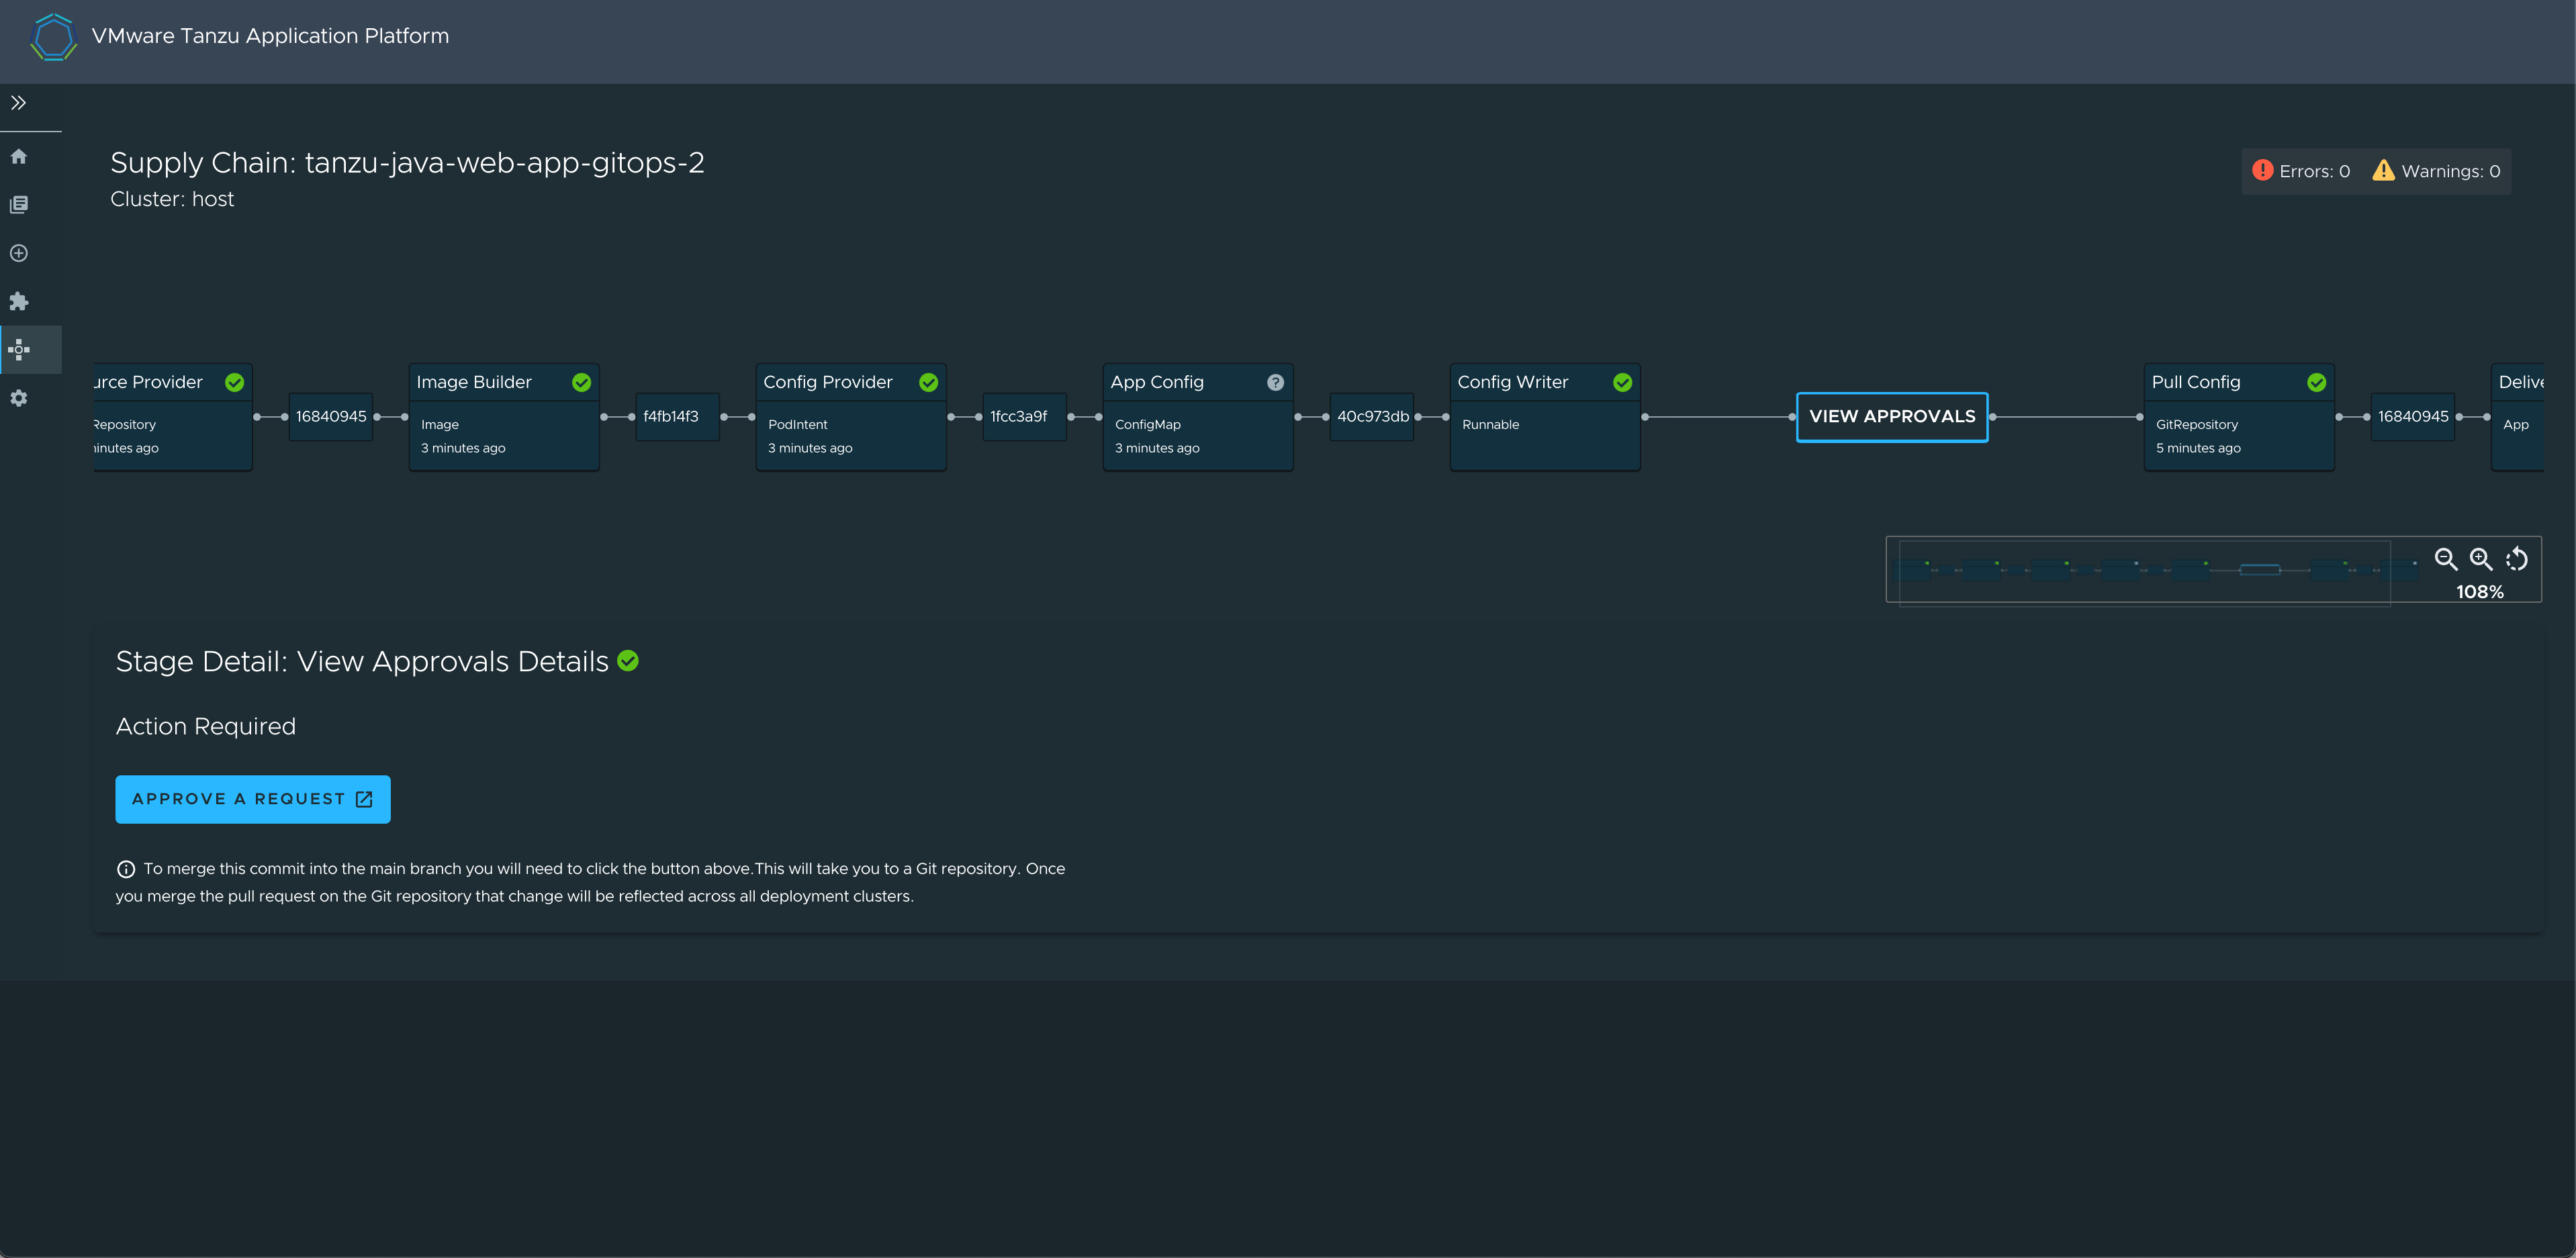 VMware Tanzu Application Platform
Supply Chain: tanzu-java-web-app-gitops-2
Cluster: host
Errors: 0 Warnings: 0
urce Provider
Repository
inutes ago
16840945
Image Builder
Image
3 minutes ago
f4fb14f3
Config Provider
PodIntent
3 minutes ago
1fcc3a9f
App Config
ConfigMap
3 minutes ago
40c973db
Config Writer
Runnable
VIEW APPROVALS
Pull Config
GitRepository
5 minutes ago
16840945
Delive
App
108%
Stage Detail: View Approvals Details
Action Required
APPROVE A REQUEST
To merge this commit into the main branch you will need to click the button above.This will take you to a Git repository. Once
you merge the pull request on the Git repository that change will be reflected across all deployment clusters.